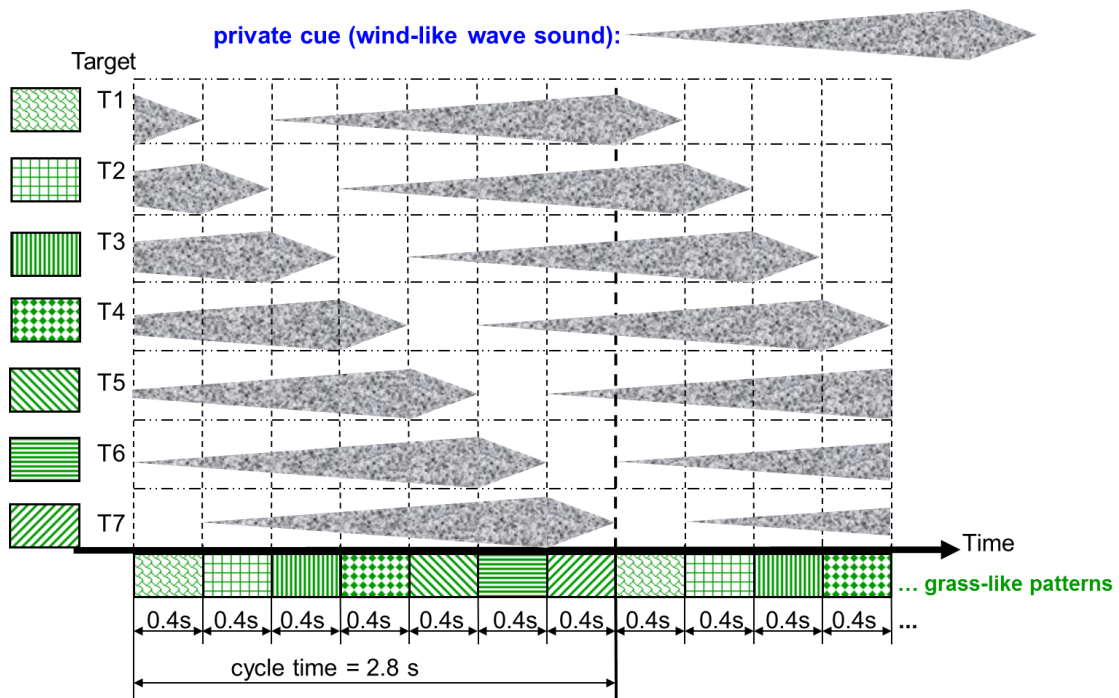 private cue (wind-like wave sound):
Target
T1
T2
T3
T4
T5
T6
T7
Time
... grass-like patterns
0.4s 0.4s 0.4s 0.4s 0.4s 0.4s 0.4s 0.4s 0.4s 0.4s 0.4s ...
cycle time = 2.8 s